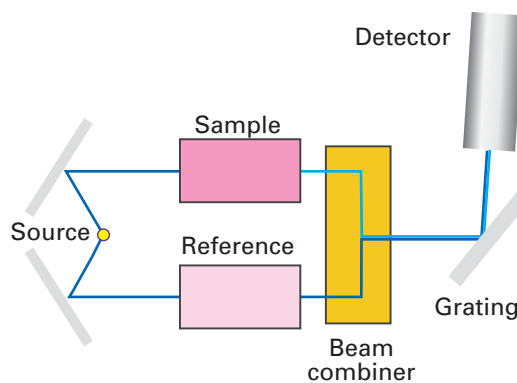 Detector
Sample
Source
Reference
Grating
Beam
combiner